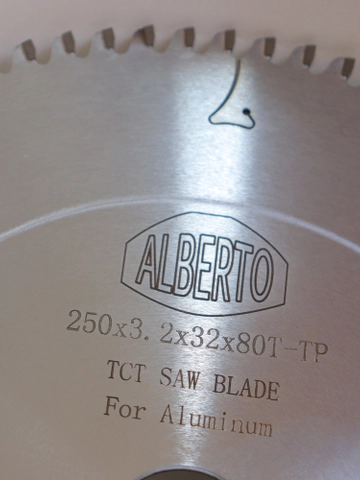 ALBERTO
250x3.2x32x80T-TP
TCT SAW BLADE
For Aluminum